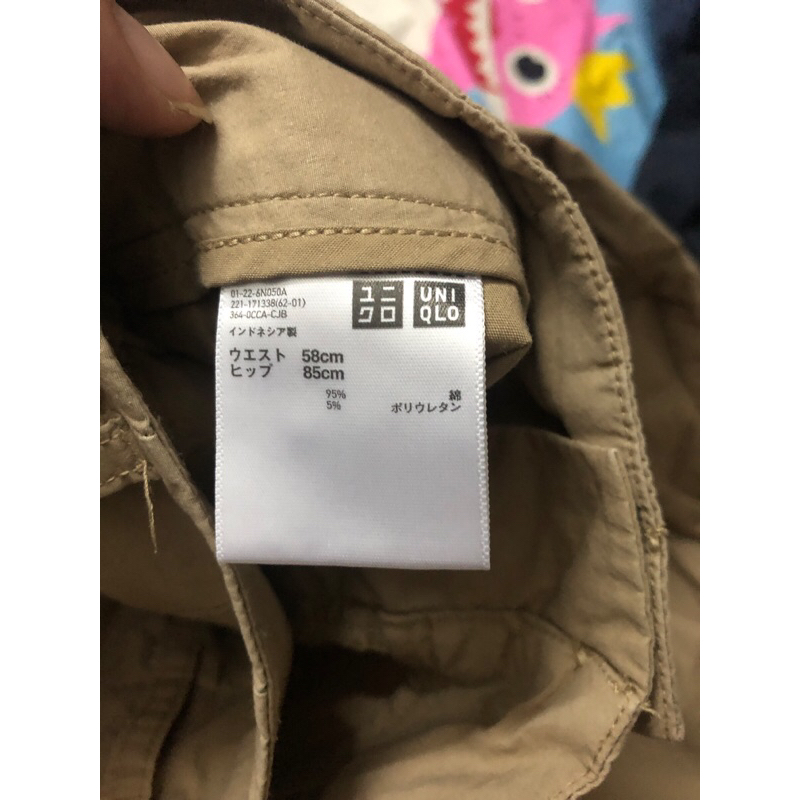 01-22-6N050A
221-171338(62-01)
364-0CCA-CJB
インドネシア製
ユニ
クロ
UNI
QLO
ウエスト 58cm
ヒップ 85cm
95% 綿
5% ポリウレタン